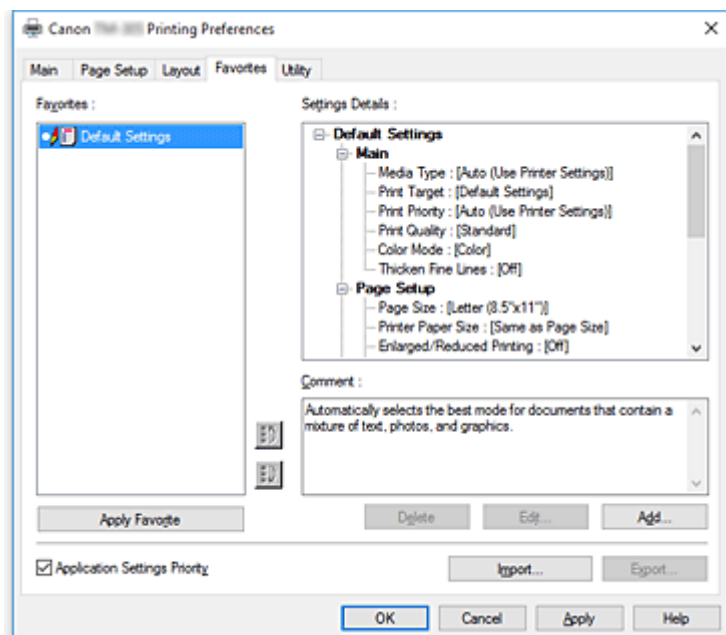 Canon Printing Preferences
Main Page Setup Layout Favorites Utility
Favorites :
Default Settings
Settings Details :
Default Settings
Main
Media Type : [Auto (Use Printer Settings)]
Print Target : [Default Settings]
Print Priority : [Auto (Use Printer Settings)]
Print Quality : [Standard]
Color Mode : [Color]
Thicken Fine Lines : [Off]
Page Setup
Page Size : [Letter (8.5"x11")]
Printer Paper Size : [Same as Page Size]
Enlarged/Reduced Printing : [Off]
Comment :
Automatically selects the best mode for documents that contain a
mixture of text, photos, and graphics.
Apply Favorite
Delete Edit... Add...
Application Settings Priority
Import... Export...
OK Cancel Apply Help